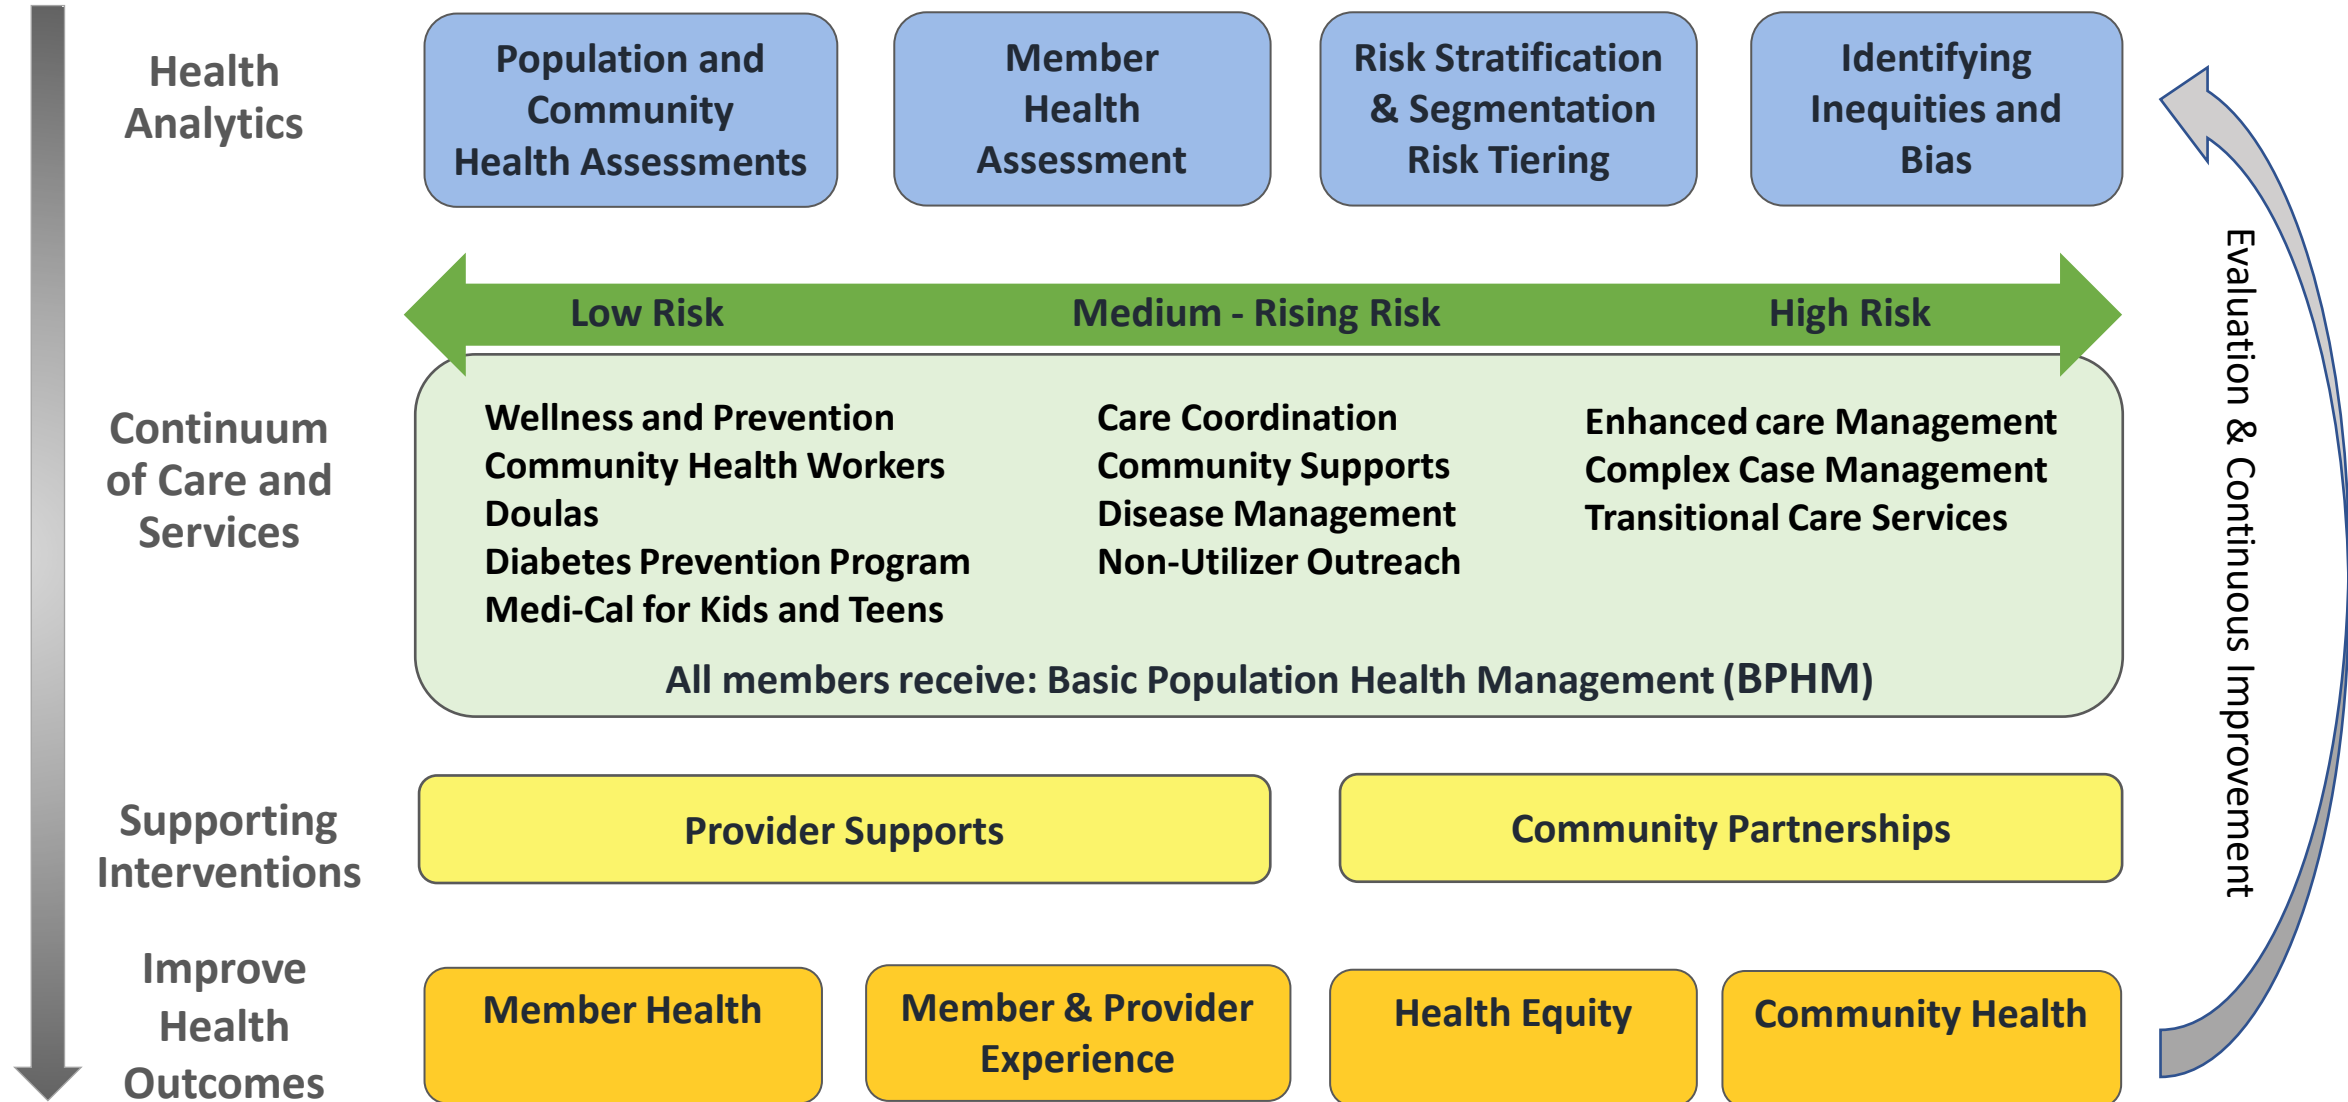 Health
Analytics
Population and
Community
Health Assessments
Member
Health
Assessment
Risk Stratification
& Segmentation
Risk Tiering
Identifying
Inequities and
Bias
Low Risk
Medium - Rising Risk
High Risk
Continuum
of Care and
Services
Wellness and Prevention
Community Health Workers
Doulas
Diabetes Prevention Program
Medi-Cal for Kids and Teens
Care Coordination
Community Supports
Disease Management
Non-Utilizer Outreach
Enhanced care Management
Complex Case Management
Transitional Care Services
All members receive: Basic Population Health Management (BPHM)
Supporting
Interventions
Provider Supports
Community Partnerships
Improve
Health
Outcomes
Member Health
Member & Provider
Experience
Health Equity
Community Health
Evaluation & Continuous Improvement